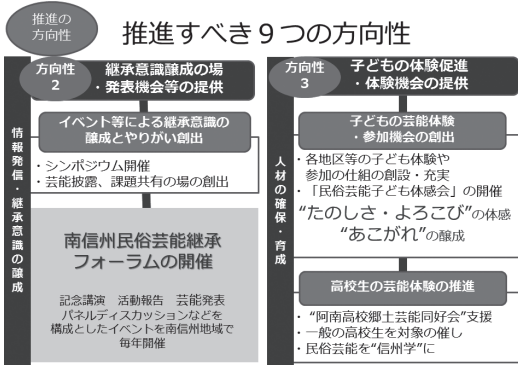 推進の
方向性
推進すべき９つの方向性
方向性
2
継承意識醸成の場
・発表機会等の提供
情報発信・継承意識の醸成
イベント等による継承意識の
醸成とやりがい創出
・シンポジウム開催
・芸能披露、課題共有の場の創出
南信州民俗芸能継承
フォーラムの開催
記念講演　活動報告　芸能発表
パネルディスカッションなどを
構成としたイベントを南信州地域で
毎年開催
方向性
3
子どもの体験促進
・体験機会の提供
人材の確保・育成
子どもの芸能体験
・参加機会の創出
・各地区等の子ども体験や
参加の仕組の創設・充実
・「民俗芸能子ども体感会」の開催
“たのしさ・よろこび”の体感
“あこがれ”の醸成
高校生の芸能体験の推進
・“阿南高校郷土芸能同好会”支援
・一般の高校生を対象の催し
・民俗芸能を“信州学”に